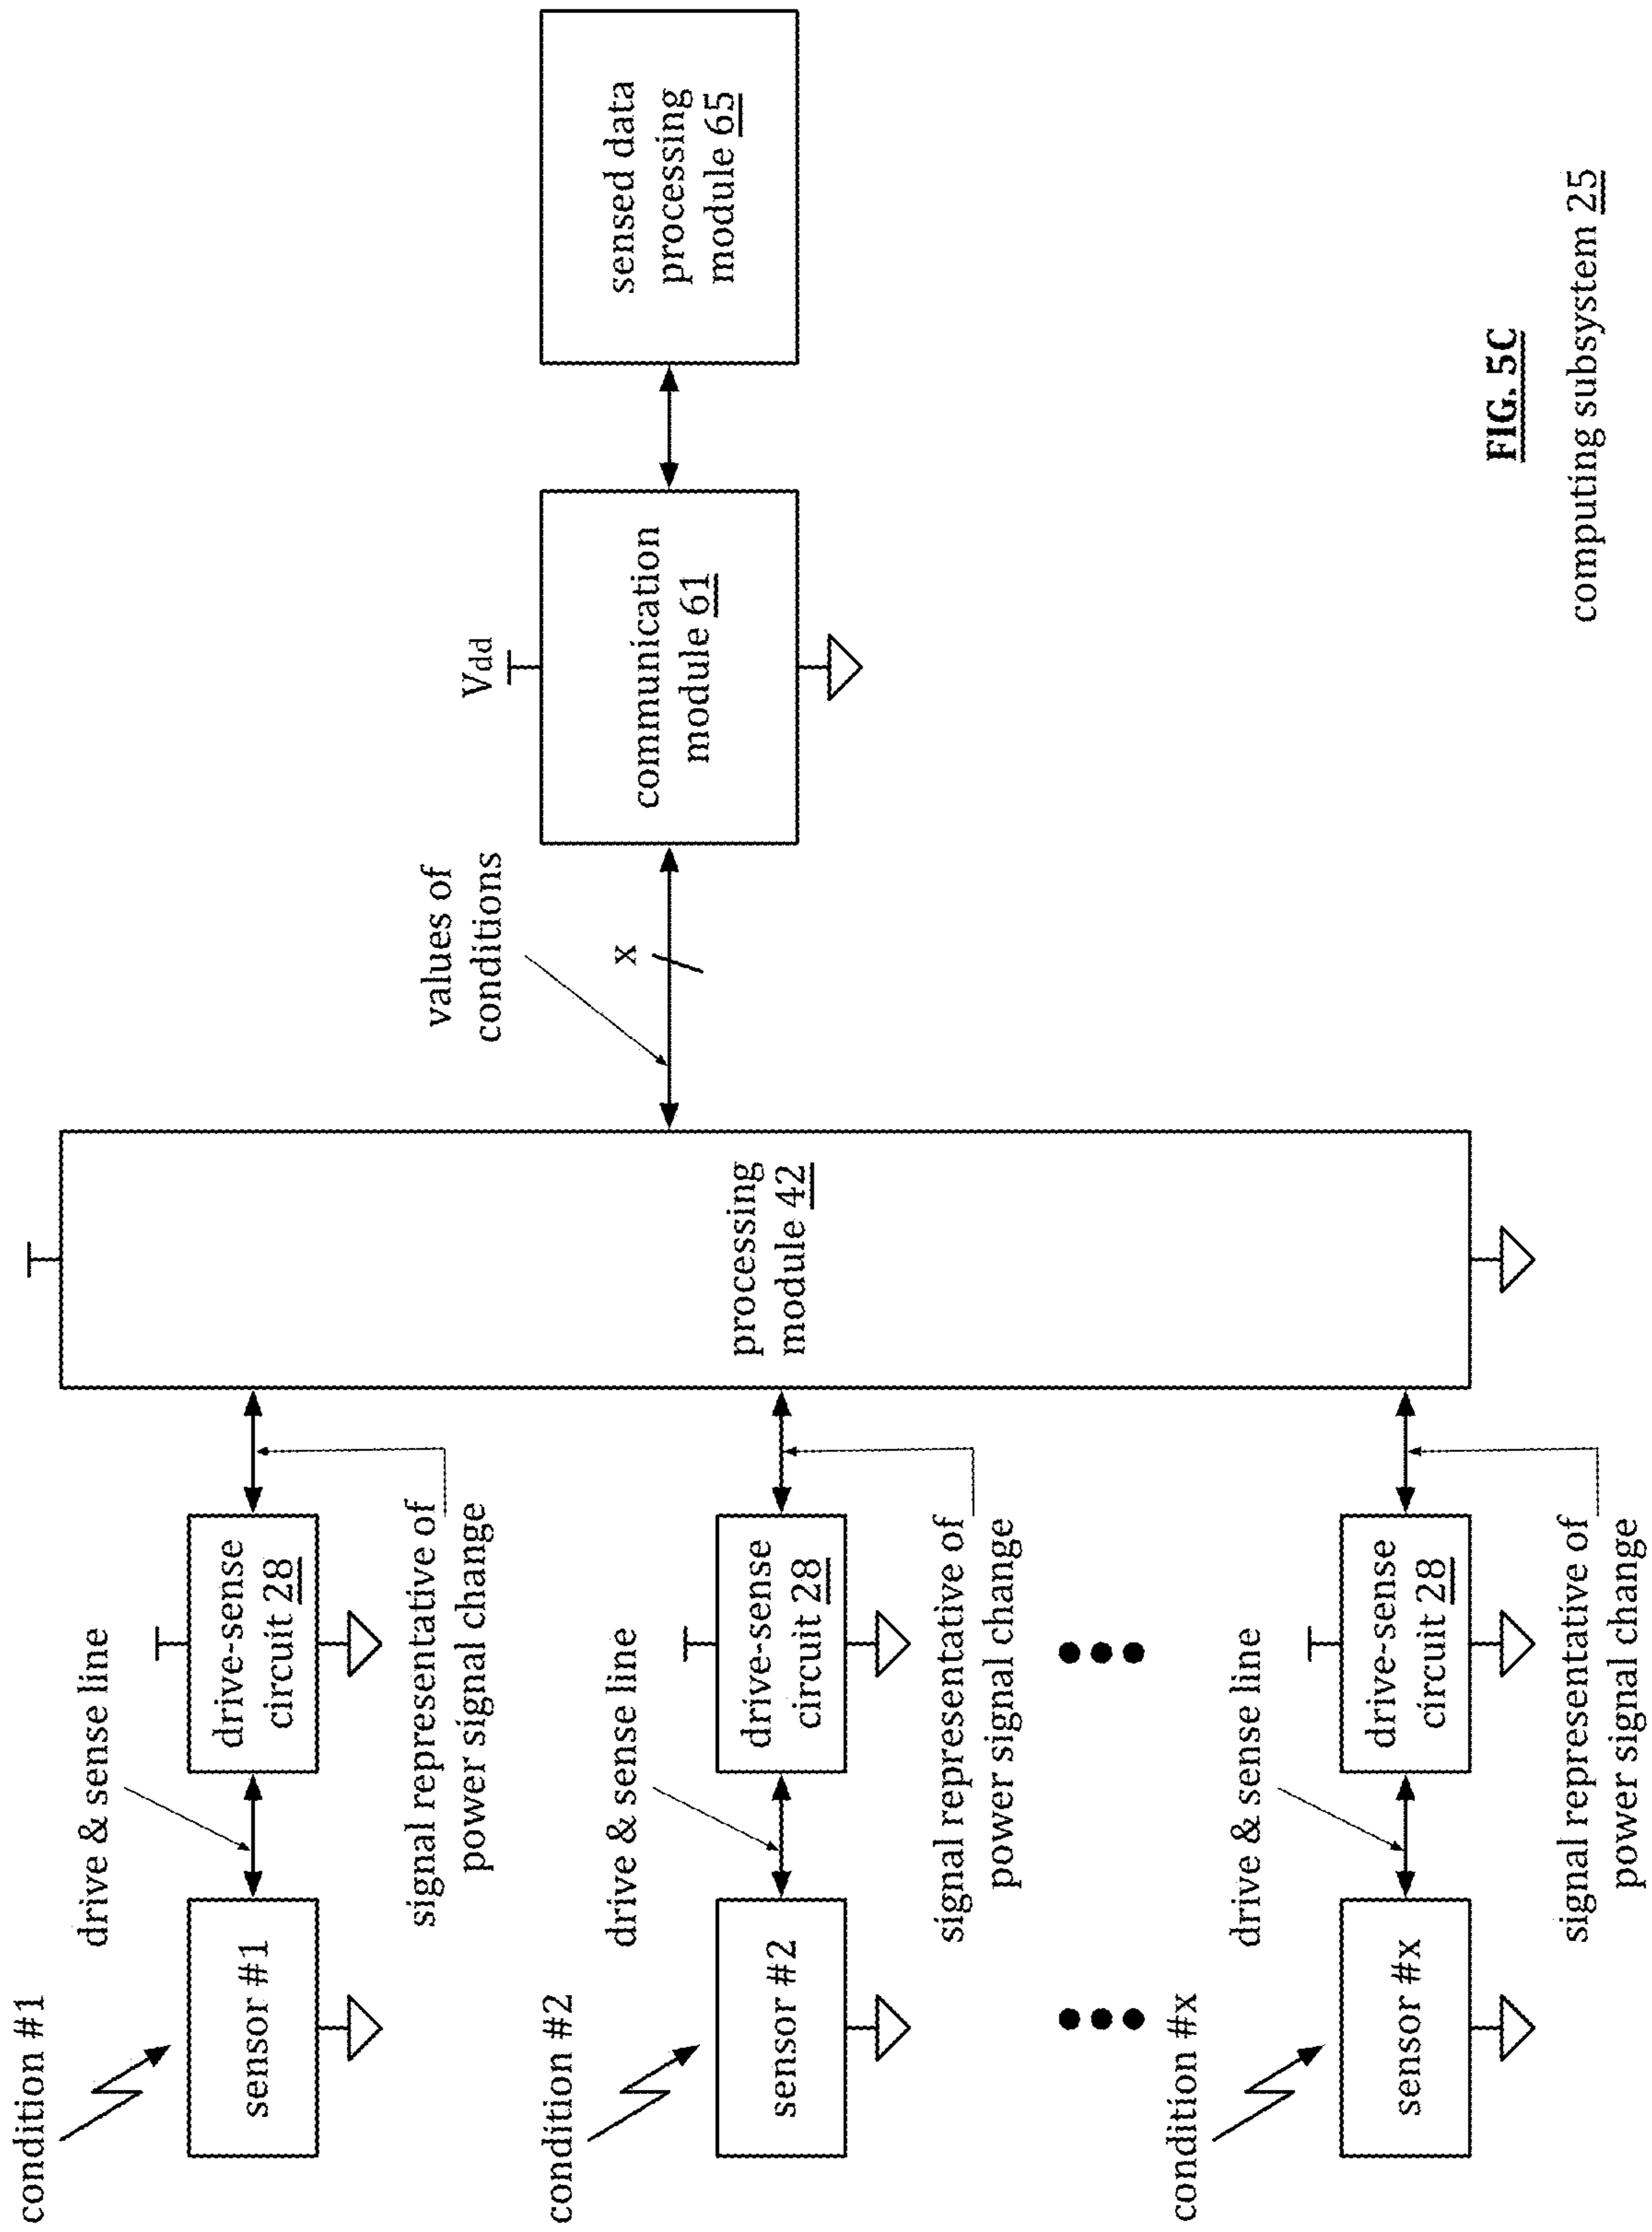 condition #1
sensor #1
drive & sense line
drive-sense
circuit 28
signal representative of
power signal change
condition #2
sensor #2
drive & sense line
drive-sense
circuit 28
signal representative of
power signal change
condition #x
sensor #x
drive & sense line
drive-sense
circuit 28
signal representative of
power signal change
processing
module 42
values of
conditions
x
Vdd
communication
module 61
sensed data
processing
module 65
FIG. 5C
computing subsystem 25